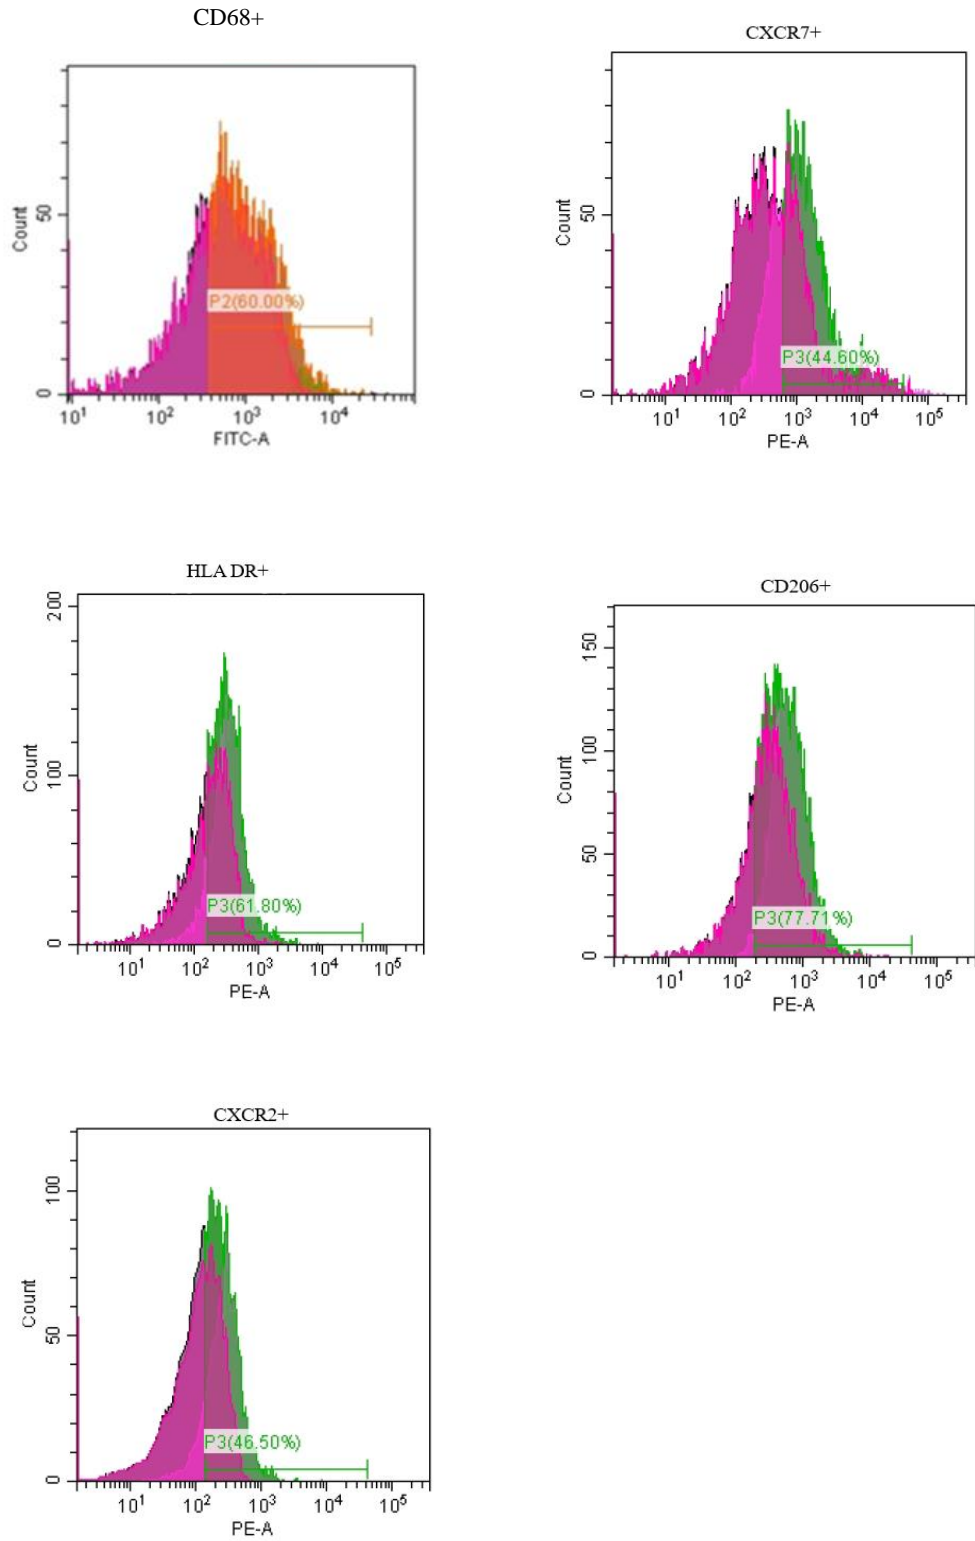 CD68+
Count
50
0
P2(60.00%)
10¹ 10² 10³ 10⁴
FITC-A
CXCR7+
Count
50
0
P3(44.60%)
10¹ 10² 10³ 10⁴ 10⁵
PE-A
HLA DR+
Count
200
100
0
P3(61.80%)
10¹ 10² 10³ 10⁴ 10⁵
PE-A
CD206+
Count
150
100
50
0
P3(77.71%)
10¹ 10² 10³ 10⁴ 10⁵
PE-A
CXCR2+
Count
100
50
0
P3(46.50%)
10¹ 10² 10³ 10⁴ 10⁵
PE-A